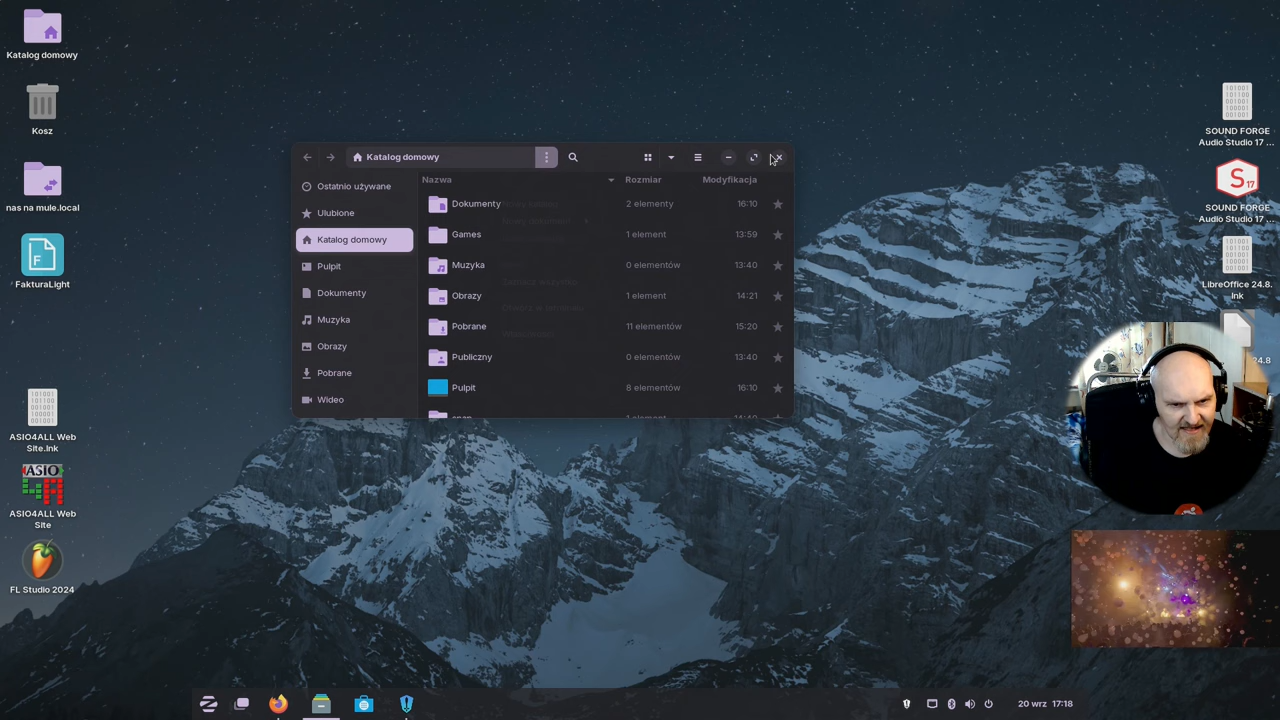 Katalog domowy
Kosz
nas na mule.local
FakturaLight
ASIO4ALL Web
Site.lnk
ASIO
ASIO4ALL Web
Site
FL Studio 2024
Katalog domowy
Nazwa
Rozmiar
Modyfikacja
Ostatnio używane
Ulubione
Katalog domowy
Pulpit
Dokumenty
Muzyka
Obrazy
Pobrane
Wideo
Dokumenty
2 elementy
16:10
Games
1 element
13:59
Muzyka
0 elementów
13:40
Obrazy
1 element
14:21
Pobrane
11 elementów
15:20
Publiczny
0 elementów
13:40
Pulpit
8 elementów
16:10
SOUND FORGE
Audio Studio 17 ...
S
17
SOUND FORGE
Audio Studio 17 ...
LibreOffice 24.8.
lnk
24.8
20 wrz 17:18